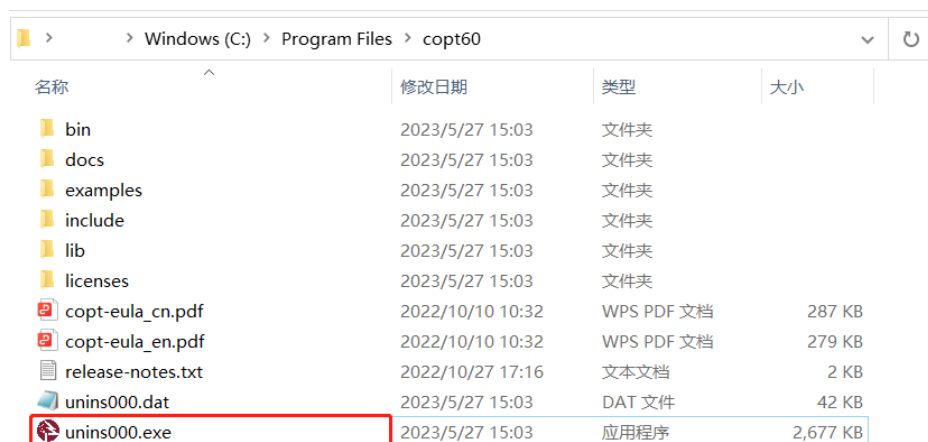 > > Windows (C:) > Program Files > copt60
名称 修改日期 类型 大小
bin 2023/5/27 15:03 文件夹
docs 2023/5/27 15:03 文件夹
examples 2023/5/27 15:03 文件夹
include 2023/5/27 15:03 文件夹
lib 2023/5/27 15:03 文件夹
licenses 2023/5/27 15:03 文件夹
copt-eula_cn.pdf 2022/10/10 10:32 WPS PDF 文档 287 KB
copt-eula_en.pdf 2022/10/10 10:32 WPS PDF 文档 279 KB
release-notes.txt 2022/10/27 17:16 文本文档 2 KB
unins000.dat 2023/5/27 15:03 DAT 文件 42 KB
unins000.exe 2023/5/27 15:03 应用程序 2,677 KB